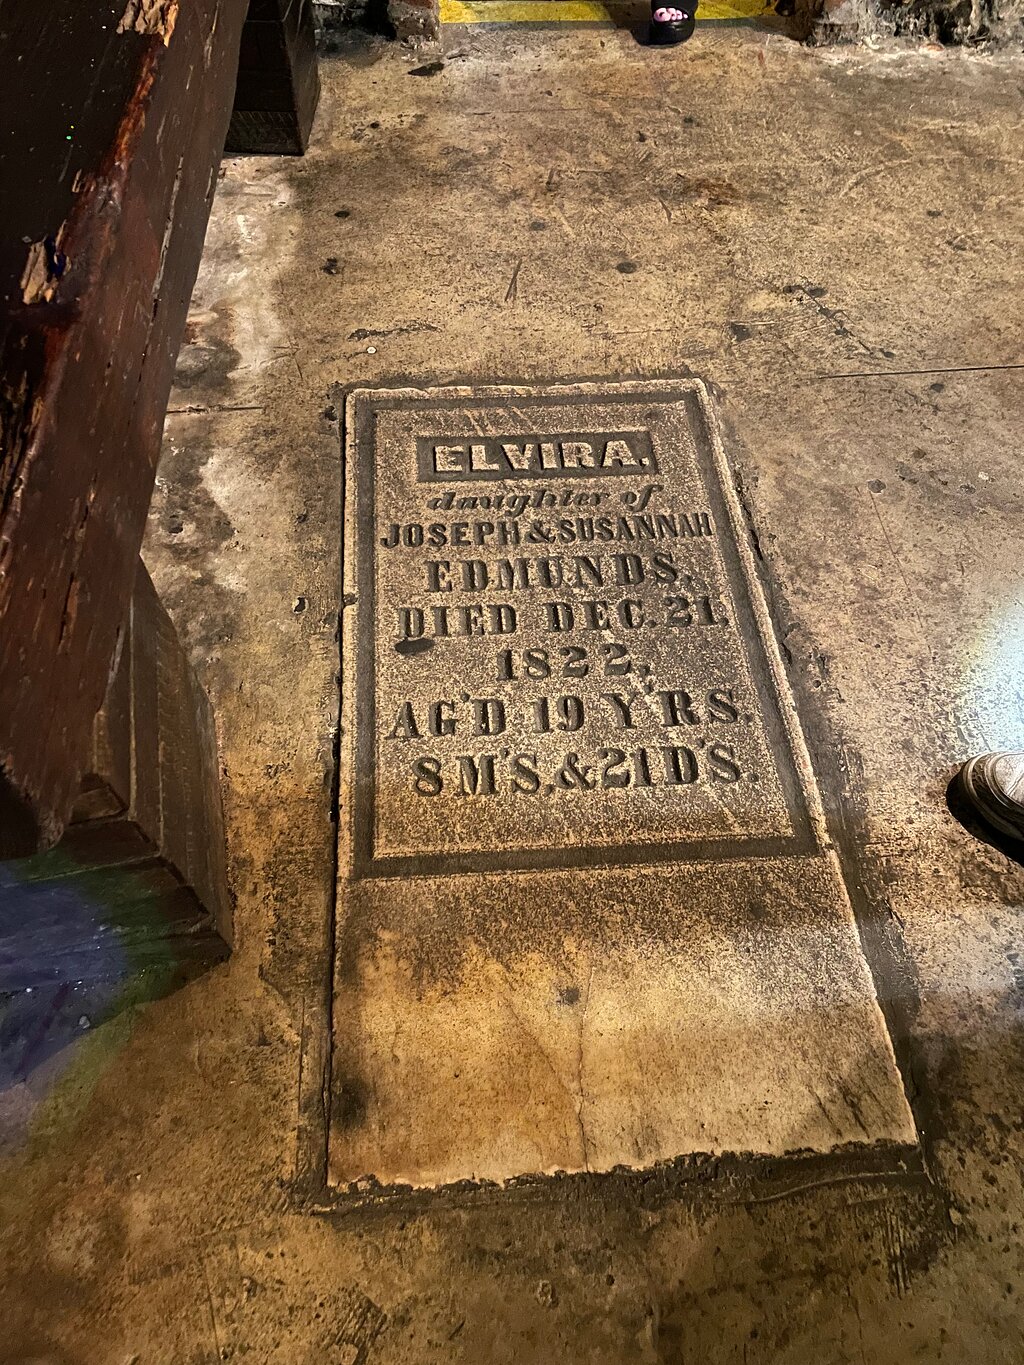 ELVIRA.
daughter of
JOSEPH & SUSANNAH
EDMUNDS,
DIED DEC. 21,
1822,
AG'D 19 Y'RS.
8 M'S, & 21 D'S.